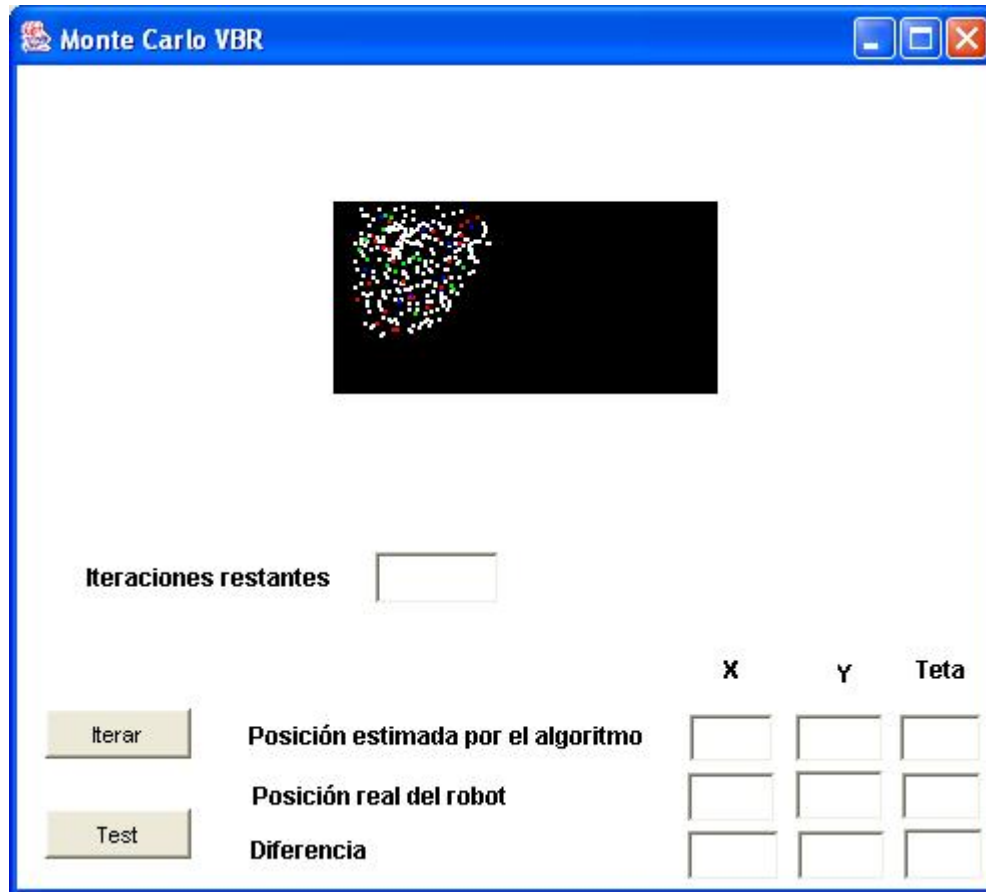 Monte Carlo VBR
Iteraciones restantes
X Y Teta
Iterar Posición estimada por el algoritmo
Posición real del robot
Test
Diferencia